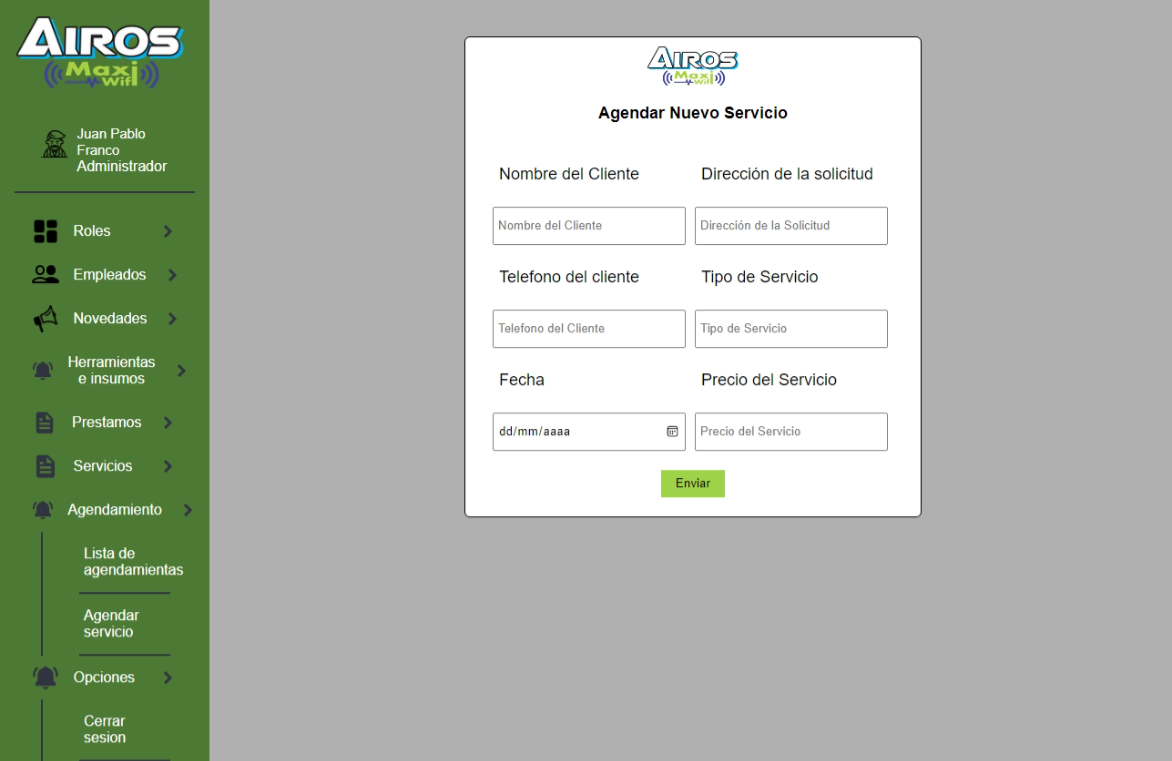 AIROS
Maxi
Wifi
Juan Pablo
Franco
Administrador
Roles
Empleados
Novedades
Herramientas
e insumos
Prestamos
Servicios
Agendamiento
Lista de
agendamientas
Agendar
servicio
Opciones
Cerrar
sesion
AIROS
Maxi
Wifi
Agendar Nuevo Servicio
Nombre del Cliente
Dirección de la solicitud
Nombre del Cliente
Dirección de la Solicitud
Telefono del cliente
Tipo de Servicio
Telefono del Cliente
Tipo de Servicio
Fecha
Precio del Servicio
dd/mm/aaaa
Precio del Servicio
Enviar